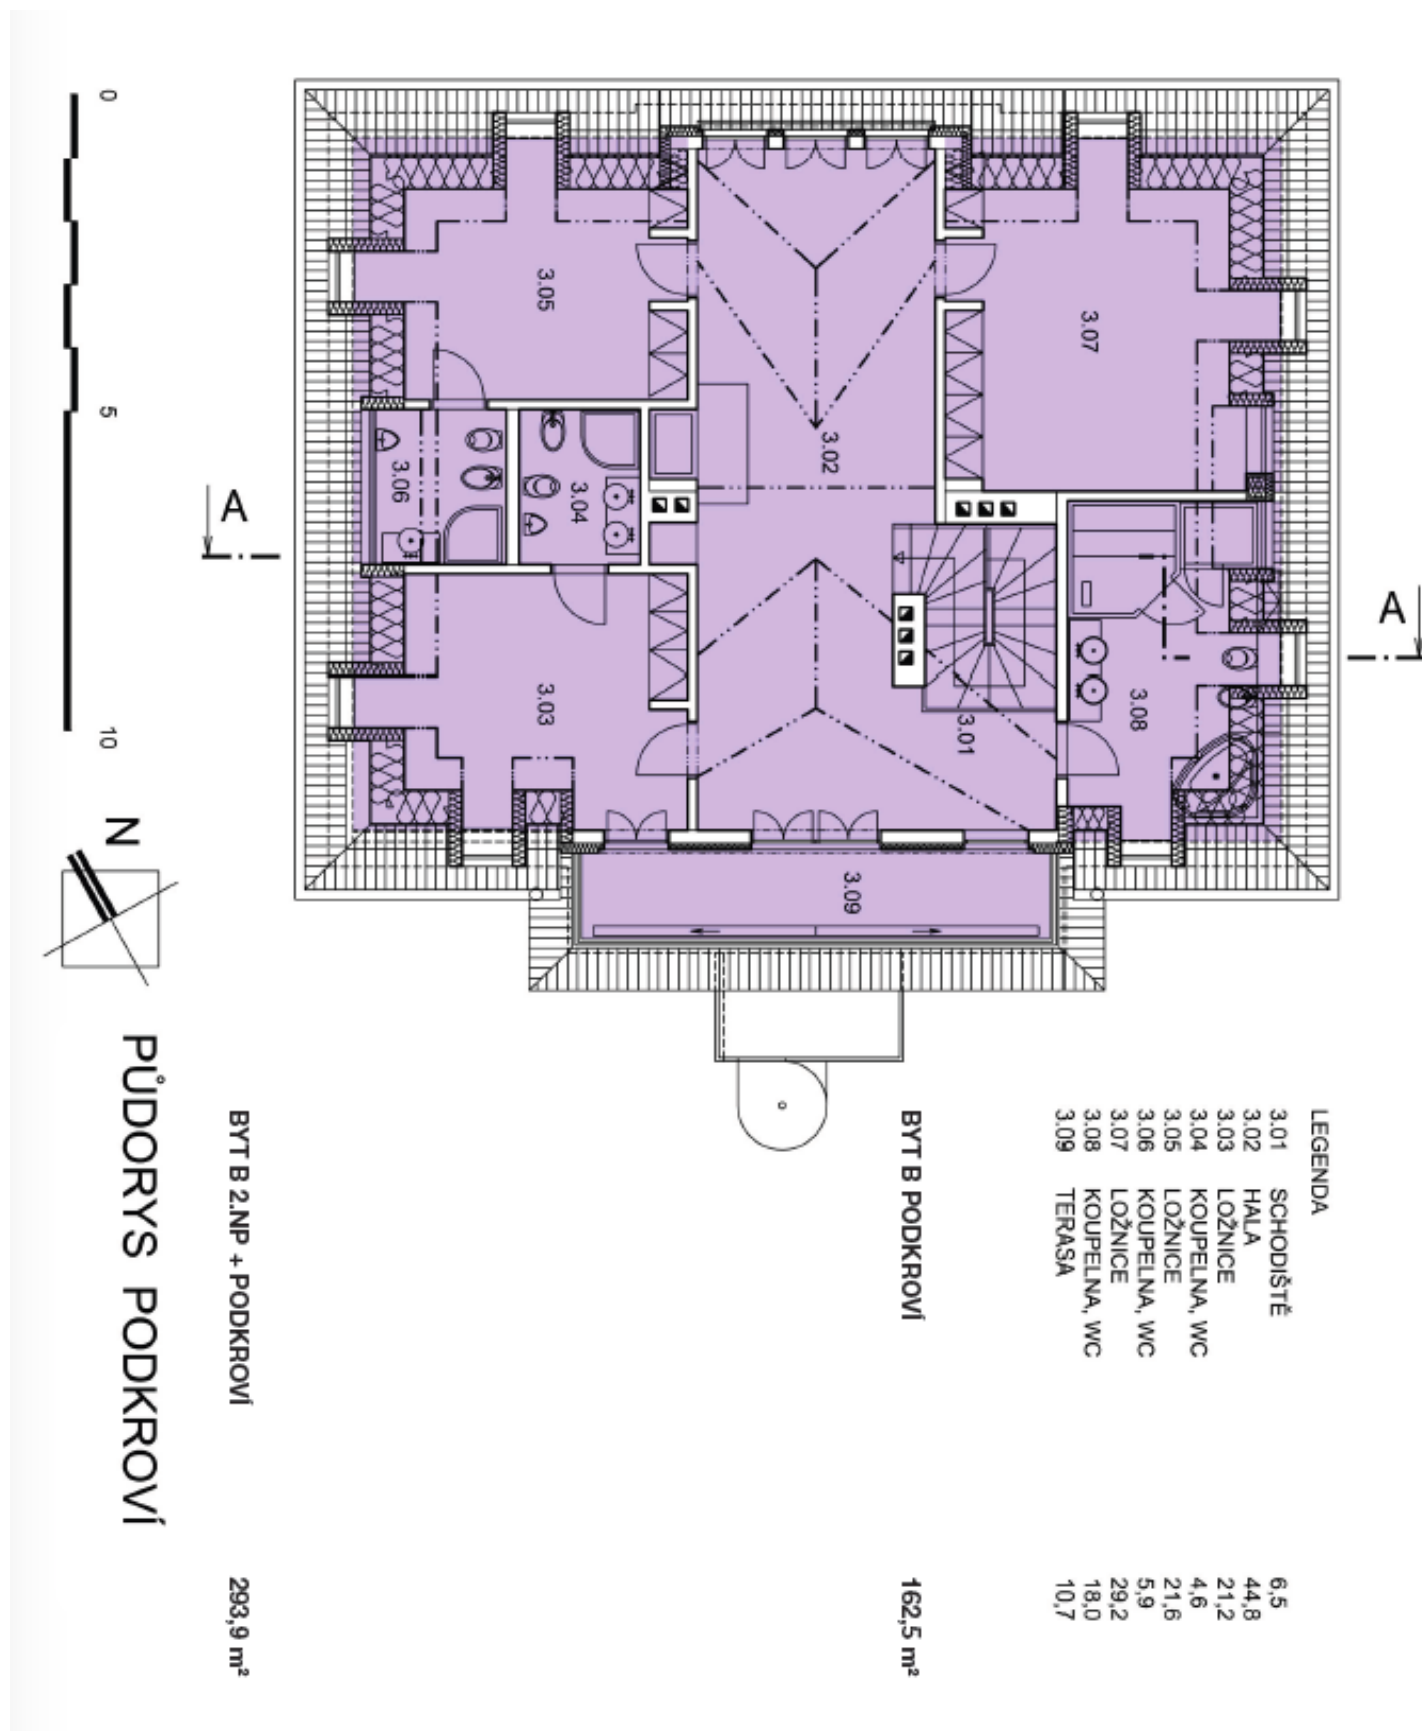 LEGENDA
3.01 SCHODIŠTĚ 6,5
3.02 HALA 44,8
3.03 LOŽNICE 21,2
3.04 KOUPELNA, WC 4,6
3.05 LOŽNICE 21,6
3.06 KOUPELNA, WC 5,9
3.07 LOŽNICE 29,2
3.08 KOUPELNA, WC 18,0
3.09 TERASA 10,7
BYT B PODKROVÍ 162,5 m²
BYT B 2.NP + PODKROVÍ 293,9 m²
PŮDORYS PODKROVÍ
N
0
5
10
A
A
3.07
3.08
3.01
3.09
3.02
3.04
3.05
3.03
3.06